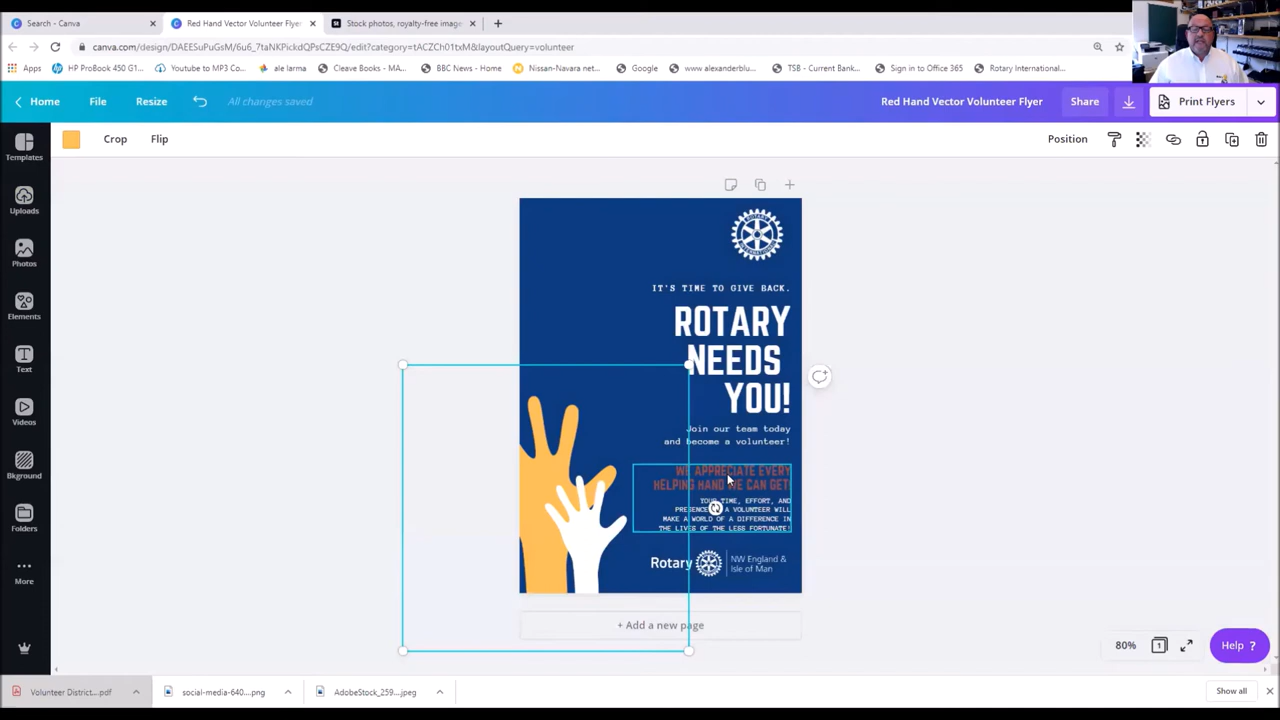 Search - Canva
Red Hand Vector Volunteer Flyer
Stock photos, royalty-free image
canva.com/design/DAEESuPuGsM/6u6_7taNKPickdQPsCZE9Q/edit?category=tACZCh01txM&layoutQuery=volunteer
Apps
HP ProBook 450 G1...
Youtube to MP3 Co...
ale larma
Cleave Books - MA...
BBC News - Home
Nissan-Navara net...
Google
www.alexanderblu...
TSB - Current Bank...
Sign in to Office 365
Rotary International...
Home
File
Resize
All changes saved
Red Hand Vector Volunteer Flyer
Share
Print Flyers
Crop
Flip
Position
Templates
Uploads
Photos
Elements
Text
Videos
Bkground
Folders
More
IT'S TIME TO GIVE BACK.
ROTARY
NEEDS
YOU!
Join our team today
and become a volunteer!
WE APPRECIATE EVERY
HELPING HAND WE CAN GET!
YOUR TIME, EFFORT, AND
PRESENCE A VOLUNTEER WILL
MAKE A WORLD OF A DIFFERENCE IN
THE LIVES OF THE LESS FORTUNATE!
Rotary
NW England &
Isle of Man
+ Add a new page
80%
1
Help ?
Volunteer District....pdf
social-media-640....png
AdobeStock_259....jpeg
Show all